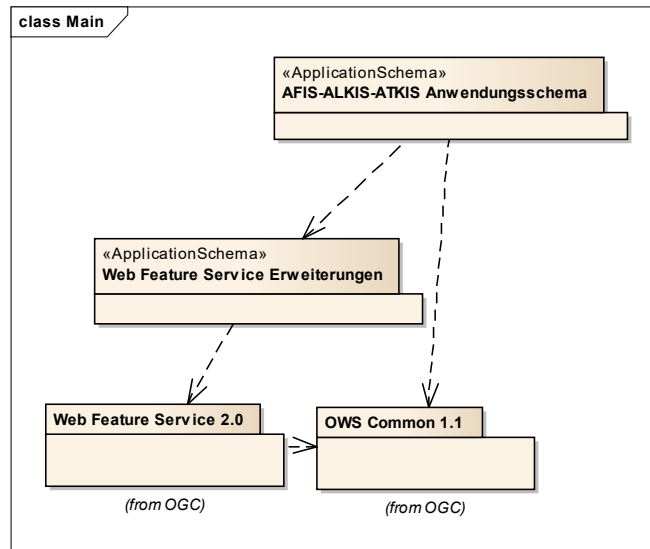 class Main
«ApplicationSchema»
AFIS-ALKIS-ATKIS Anwendungsschema
«ApplicationSchema»
Web Feature Service Erweiterungen
Web Feature Service 2.0
OWS Common 1.1
(from OGC)
(from OGC)